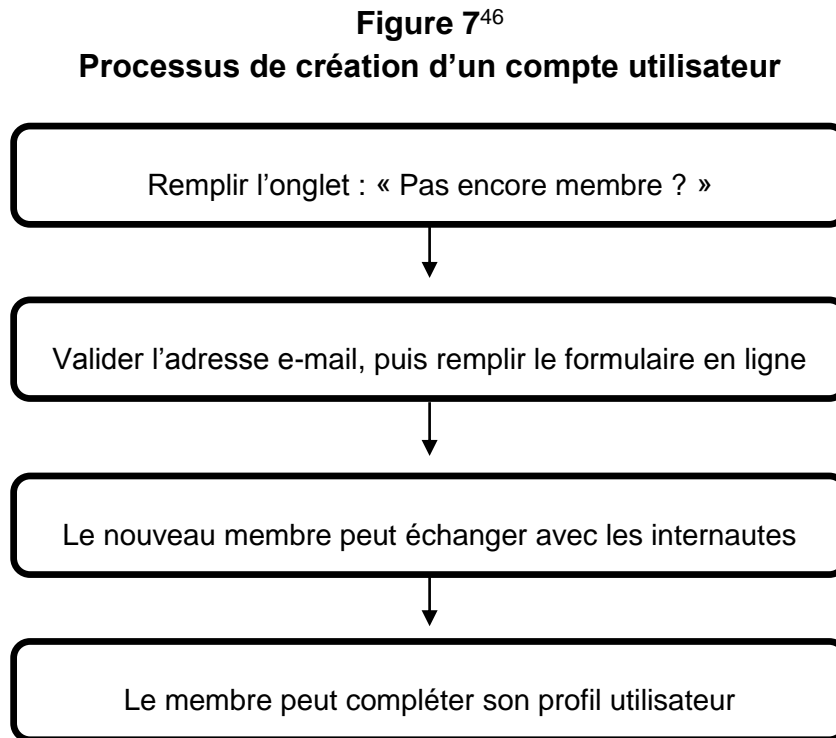 Figure 7⁴⁶
Processus de création d’un compte utilisateur
Remplir l’onglet : « Pas encore membre ? »
Valider l’adresse e-mail, puis remplir le formulaire en ligne
Le nouveau membre peut échanger avec les internautes
Le membre peut compléter son profil utilisateur